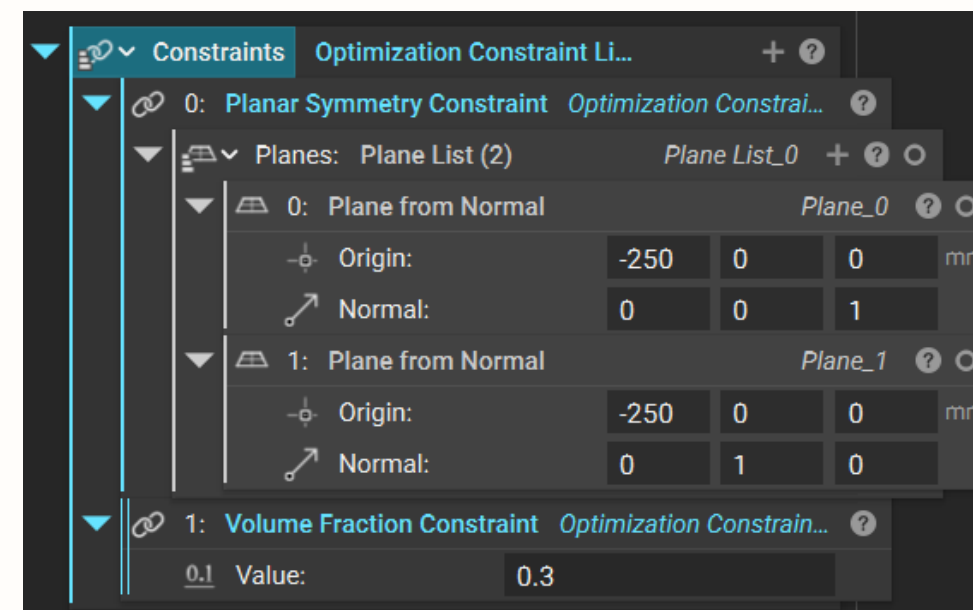 Constraints Optimization Constraint Li... + ?
0: Planar Symmetry Constraint Optimization Constrai... ?
Planes: Plane List (2) Plane List_0 + ?
0: Plane from Normal Plane_0 ?
Origin: -250 0 0 mm
Normal: 0 0 1
1: Plane from Normal Plane_1 ?
Origin: -250 0 0 mm
Normal: 0 1 0
1: Volume Fraction Constraint Optimization Constrain... ?
0.1 Value: 0.3